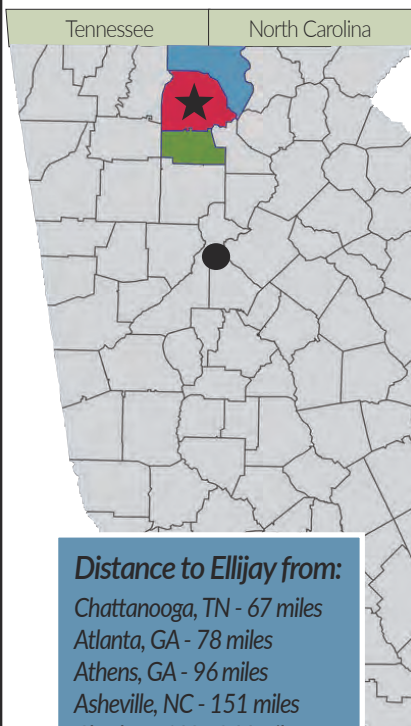 Tennessee North Carolina
Distance to Ellijay from:
Chattanooga, TN - 67 miles
Atlanta, GA - 78 miles
Athens, GA - 96 miles
Asheville, NC - 151 miles